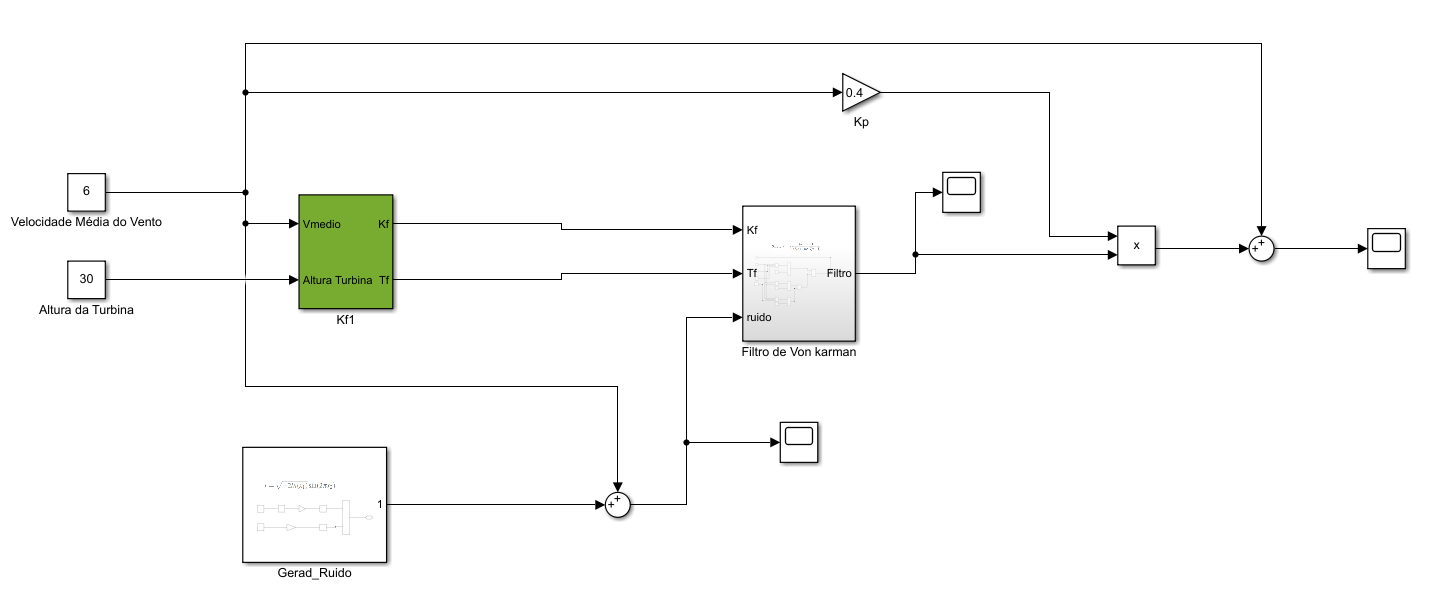 0.4
Kp
6
Velocidade Média do Vento
Vmedio
Kf
30
Altura Turbina
Tf
Altura da Turbina
Kf1
Kf
Tf
Filtro
ruido
Filtro de Von karman
x
+
+
1
Gerad_Ruido
+
+